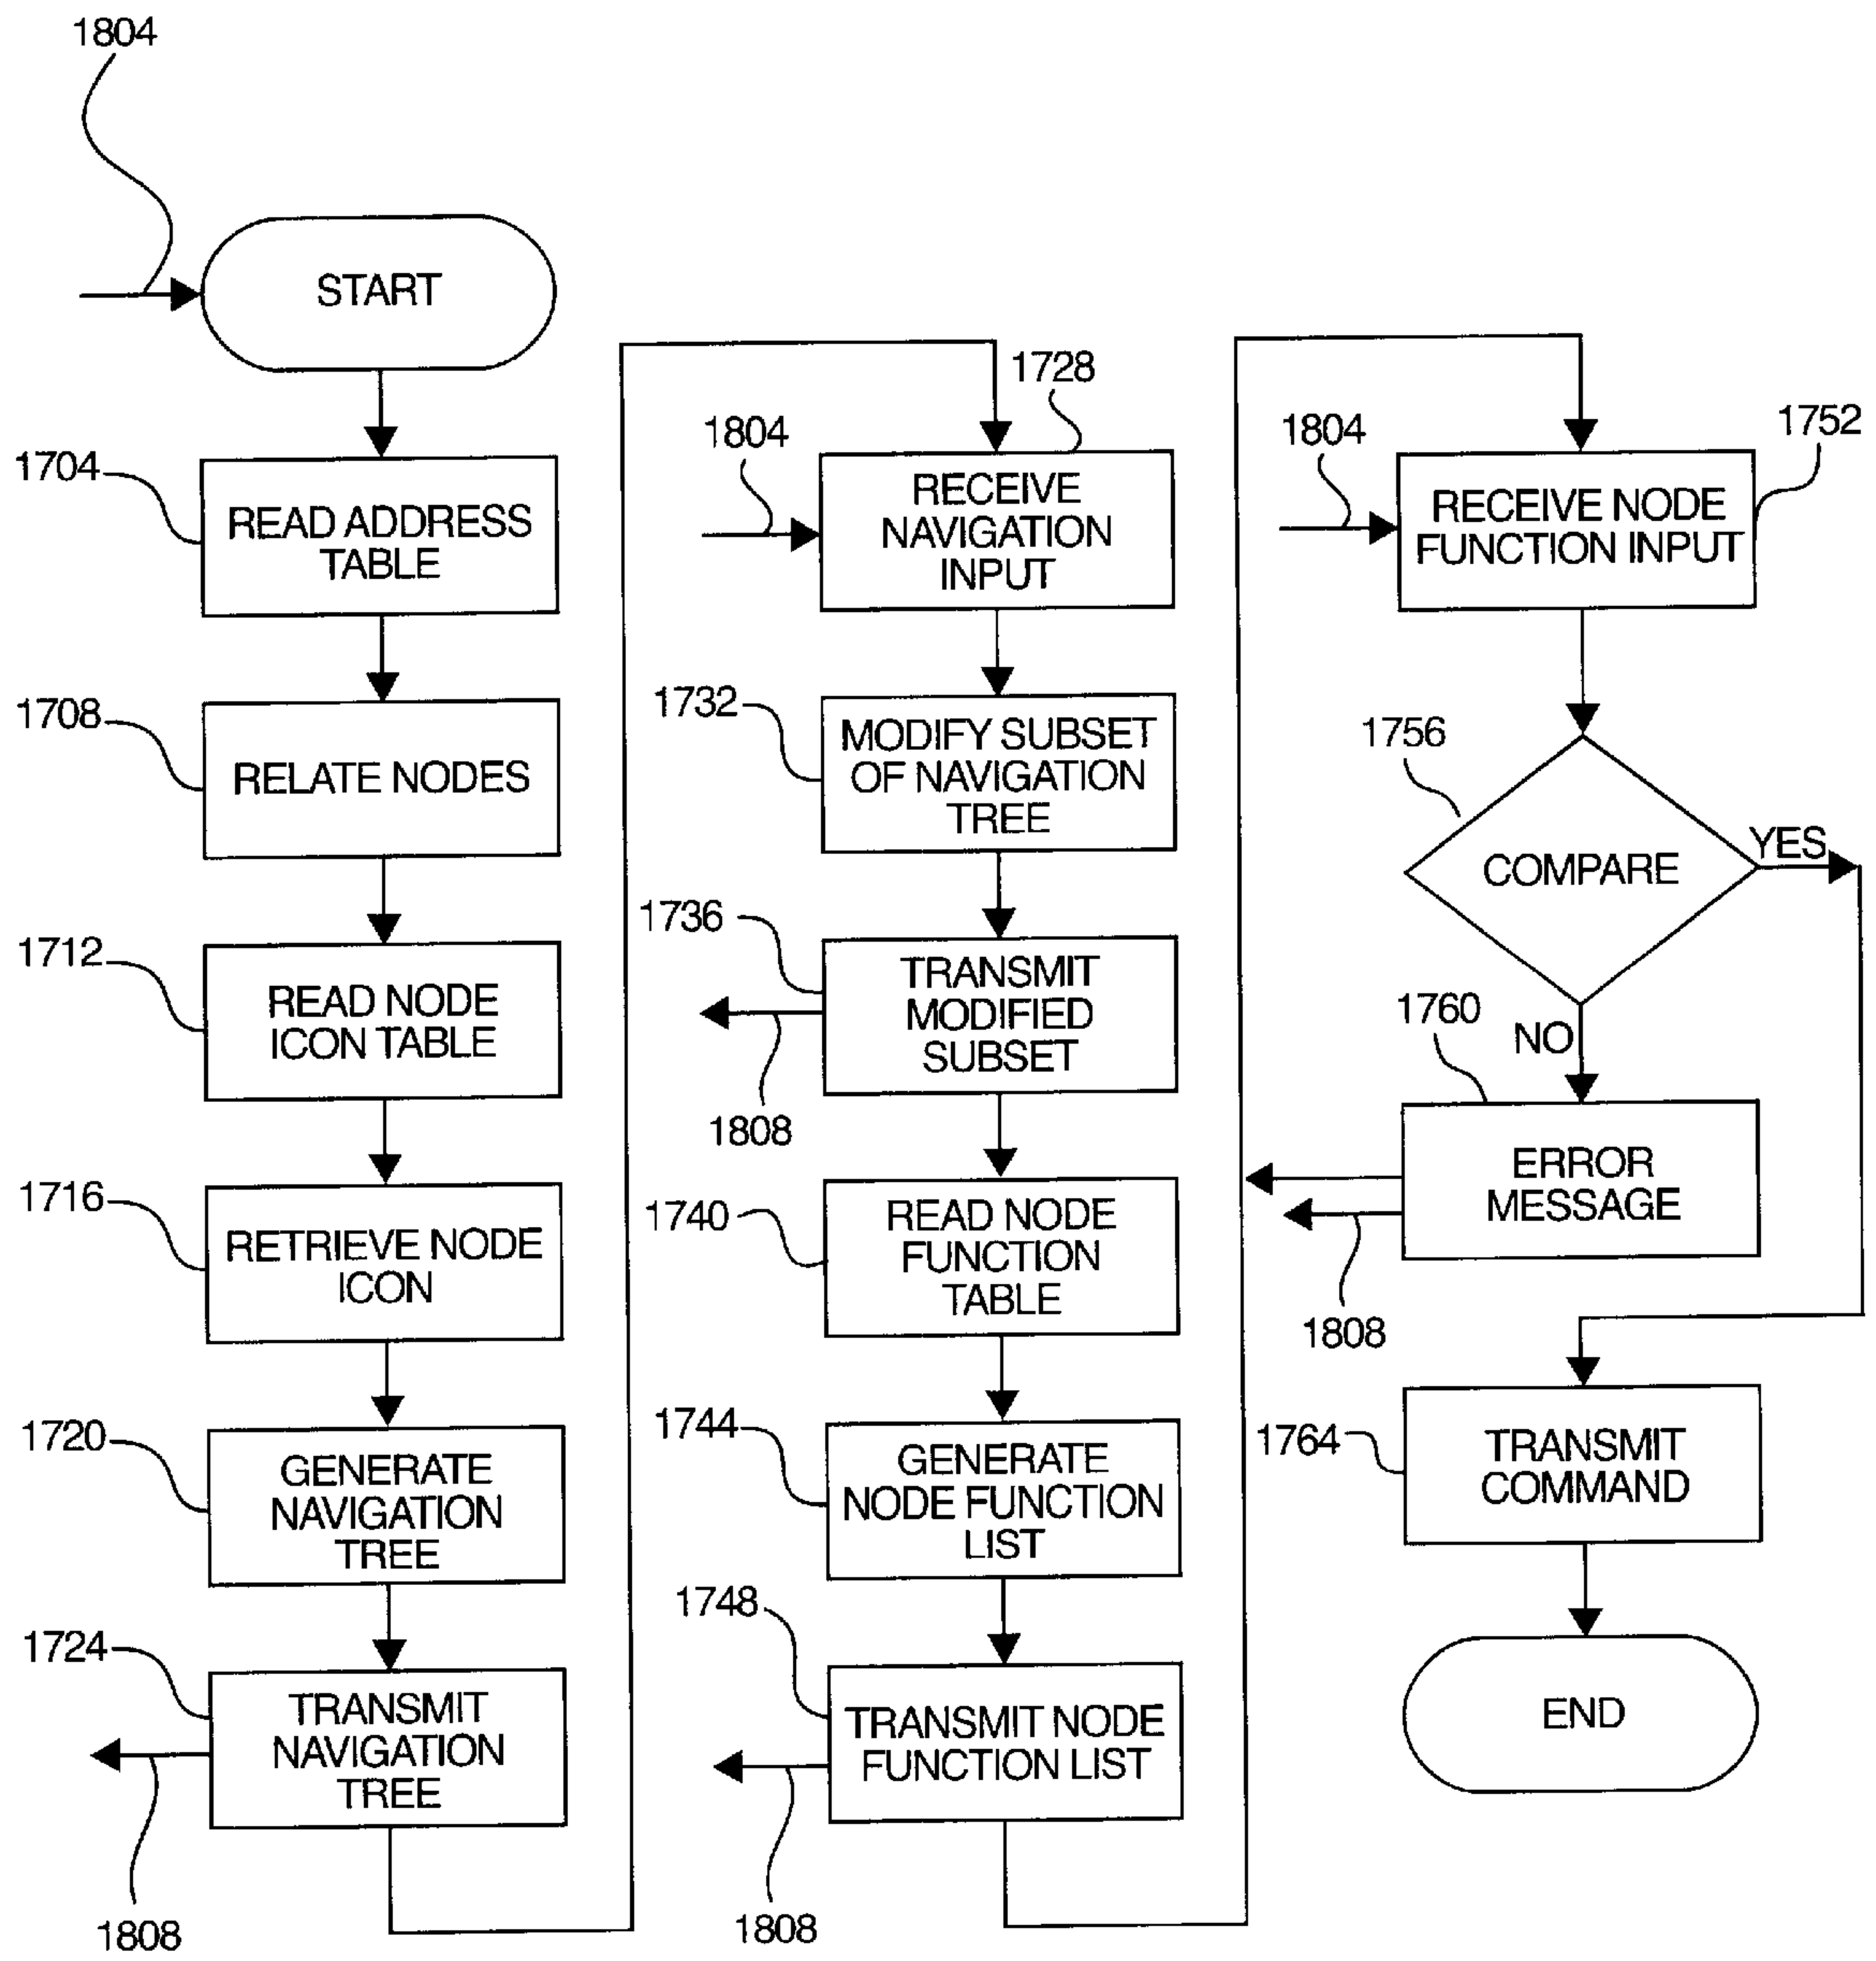 1804
START
1704
READ ADDRESS
TABLE
1708
RELATE NODES
1712
READ NODE
ICON TABLE
1716
RETRIEVE NODE
ICON
1720
GENERATE
NAVIGATION
TREE
1724
TRANSMIT
NAVIGATION
TREE
1808
1728
1804
RECEIVE
NAVIGATION
INPUT
1732
MODIFY SUBSET
OF NAVIGATION
TREE
1736
TRANSMIT
MODIFIED
SUBSET
1808
1740
READ NODE
FUNCTION
TABLE
1744
GENERATE
NODE FUNCTION
LIST
1748
TRANSMIT NODE
FUNCTION LIST
1808
1752
1804
RECEIVE NODE
FUNCTION INPUT
1756
COMPARE
YES
NO
1760
ERROR
MESSAGE
1808
1764
TRANSMIT
COMMAND
END